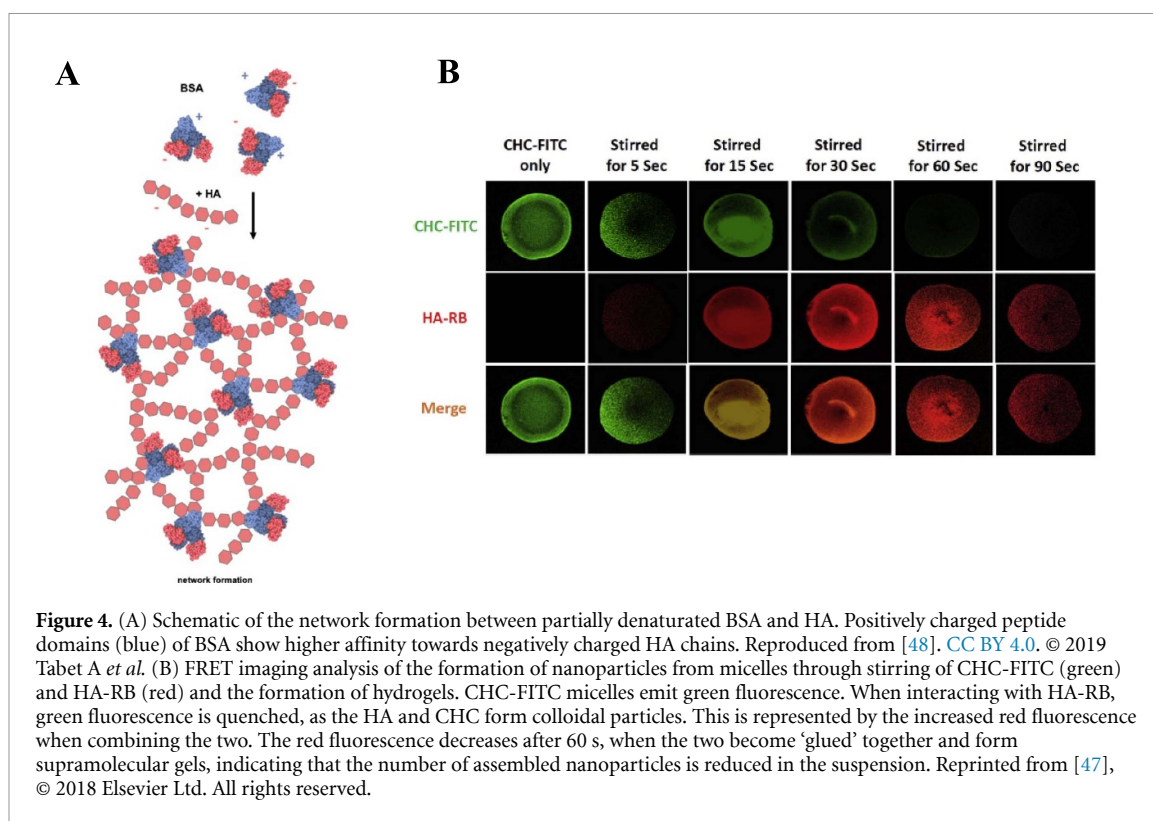 A
BSA
+
-
+
-
-
+
+ HA
-
-
network formation
B
CHC-FITC only
Stirred for 5 Sec
Stirred for 15 Sec
Stirred for 30 Sec
Stirred for 60 Sec
Stirred for 90 Sec
CHC-FITC
HA-RB
Merge
Figure 4. (A) Schematic of the network formation between partially denaturated BSA and HA. Positively charged peptide
domains (blue) of BSA show higher affinity towards negatively charged HA chains. Reproduced from [48]. CC BY 4.0. © 2019
Tabet A et al. (B) FRET imaging analysis of the formation of nanoparticles from micelles through stirring of CHC-FITC (green)
and HA-RB (red) and the formation of hydrogels. CHC-FITC micelles emit green fluorescence. When interacting with HA-RB,
green fluorescence is quenched, as the HA and CHC form colloidal particles. This is represented by the increased red fluorescence
when combining the two. The red fluorescence decreases after 60 s, when the two become ‘glued’ together and form
supramolecular gels, indicating that the number of assembled nanoparticles is reduced in the suspension. Reprinted from [47],
© 2018 Elsevier Ltd. All rights reserved.